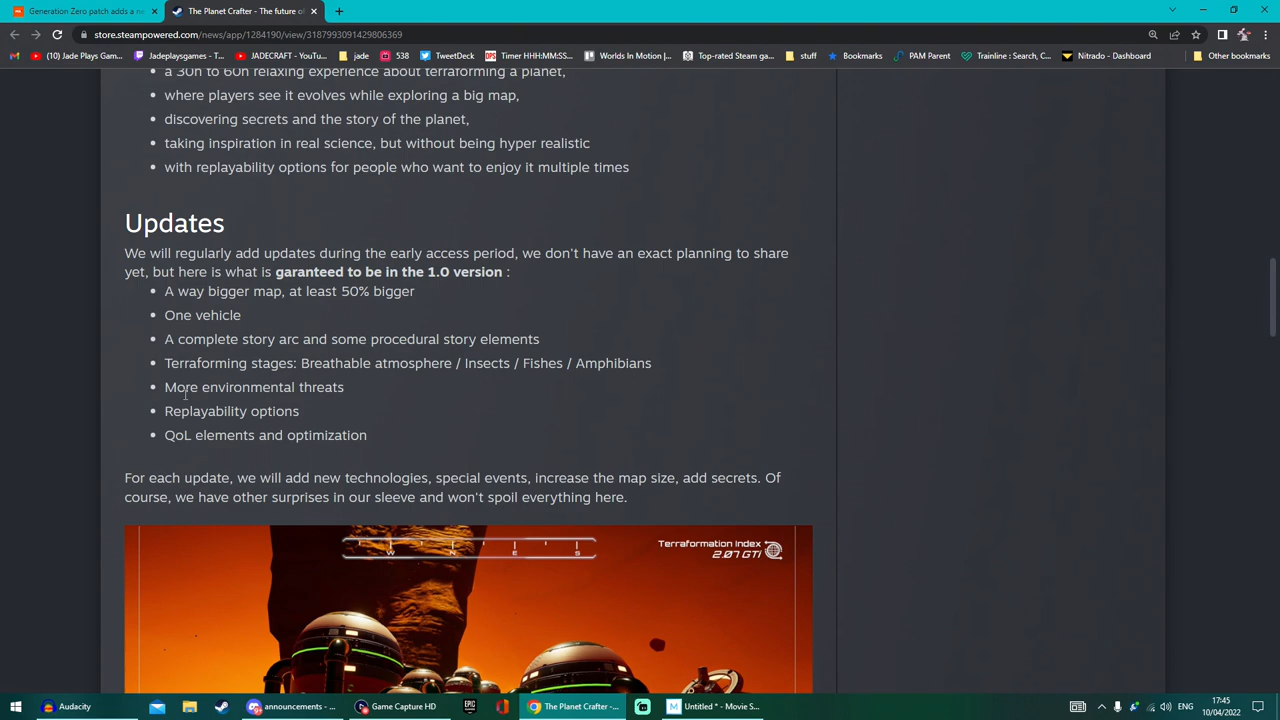 Generation Zero patch adds a ne
The Planet Crafter - The future o
store.steampowered.com/news/app/1284190/view/3187993091429806369
(10) Jade Plays Gam...
Jadeplaysgames - T...
JADECRAFT - YouTu...
jade
538
TweetDeck
Timer HHH:MM:SS...
Worlds In Motion |...
Top-rated Steam ga...
stuff
Bookmarks
PAM Parent
Trainline : Search, C...
Nitrado - Dashboard
Other bookmarks
a 30h to 60h relaxing experience about terraforming a planet,
where players see it evolves while exploring a big map,
discovering secrets and the story of the planet,
taking inspiration in real science, but without being hyper realistic
with replayability options for people who want to enjoy it multiple times
Updates
We will regularly add updates during the early access period, we don't have an exact planning to share
yet, but here is what is garanteed to be in the 1.0 version :
A way bigger map, at least 50% bigger
One vehicle
A complete story arc and some procedural story elements
Terraforming stages: Breathable atmosphere / Insects / Fishes / Amphibians
More environmental threats
Replayability options
QoL elements and optimization
For each update, we will add new technologies, special events, increase the map size, add secrets. Of
course, we have other surprises in our sleeve and won't spoil everything here.
W N E S
Terraformation Index
2.07 GTi
Audacity
announcements - ...
Game Capture HD
The Planet Crafter -...
Untitled * - Movie S...
ENG
17:45
10/04/2022